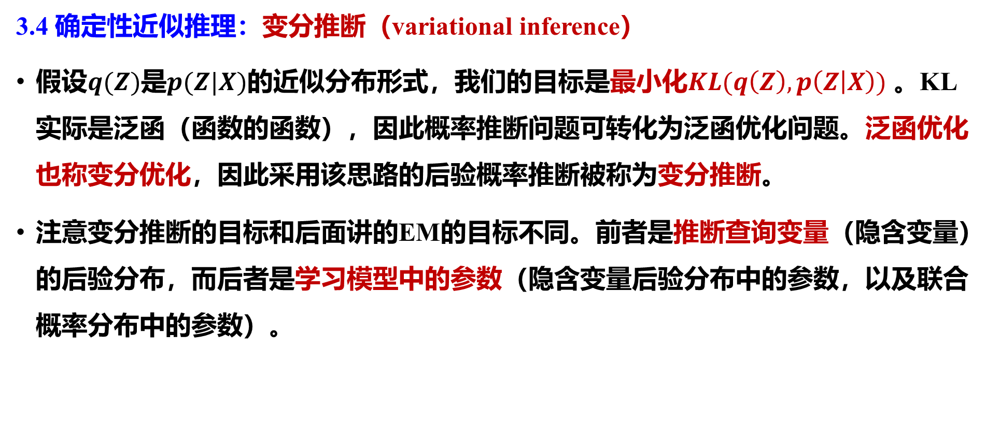 3.4 确定性近似推理：变分推断（variational inference）
• 假设q(Z)是p(Z|X)的近似分布形式，我们的目标是最小化KL(q(Z),p(Z|X)) 。KL
实际是泛函（函数的函数），因此概率推断问题可转化为泛函优化问题。泛函优化
也称变分优化，因此采用该思路的后验概率推断被称为变分推断。
• 注意变分推断的目标和后面讲的EM的目标不同。前者是推断查询变量（隐含变量）
的后验分布，而后者是学习模型中的参数（隐含变量后验分布中的参数，以及联合
概率分布中的参数）。